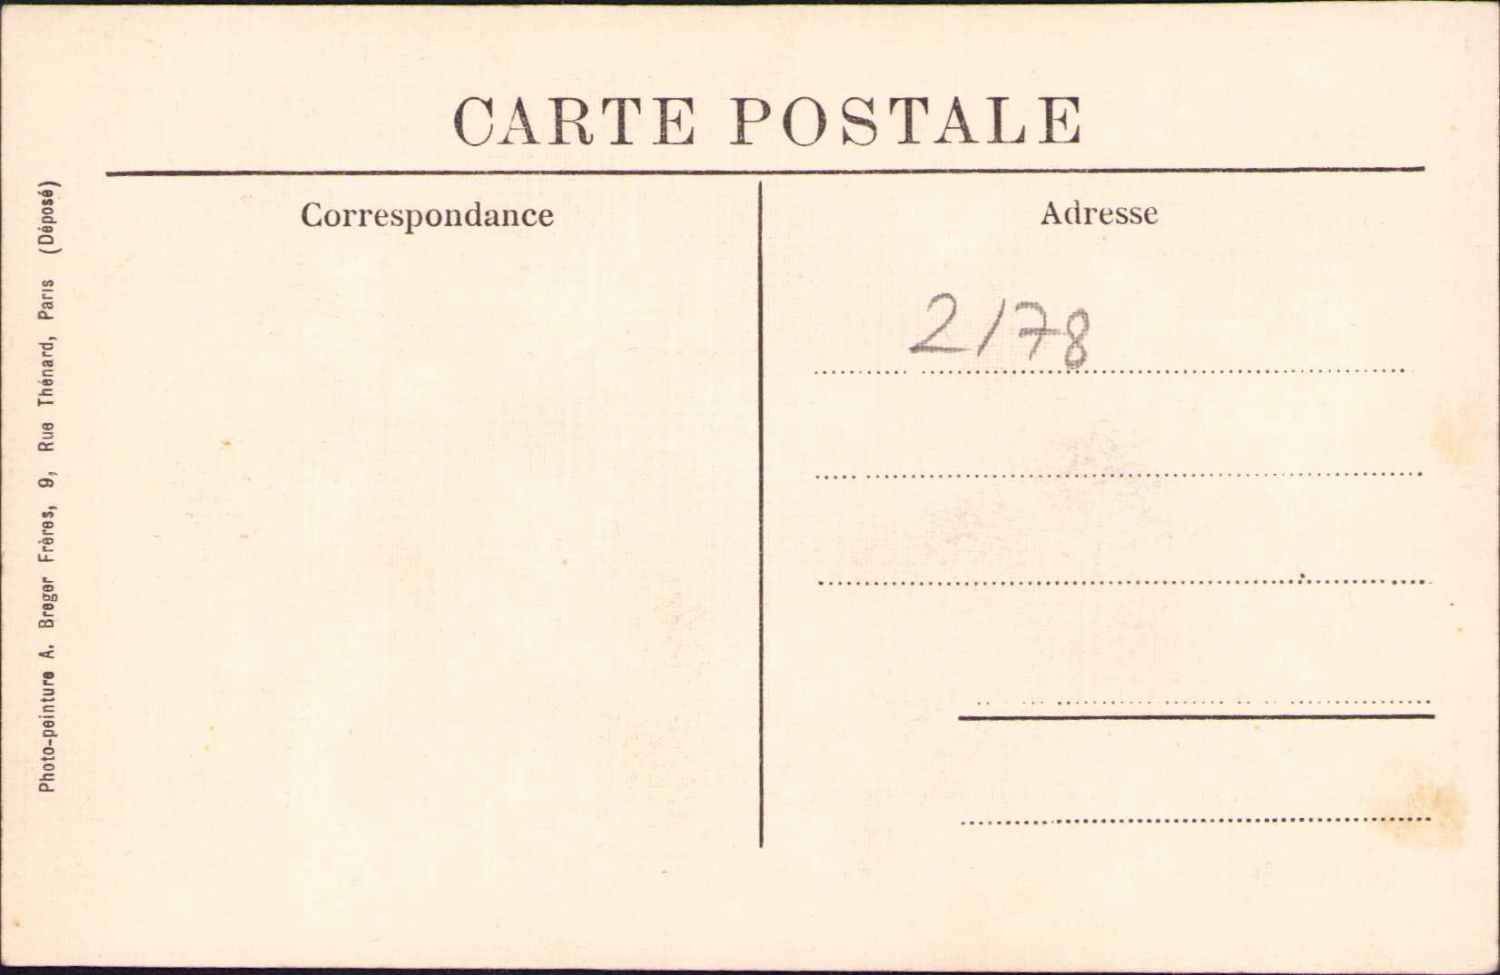 CARTE POSTALE
Correspondance
Adresse
2178
Photo-peinture A. Breger Frères, 9, Rue Thénard, Paris (Déposé)